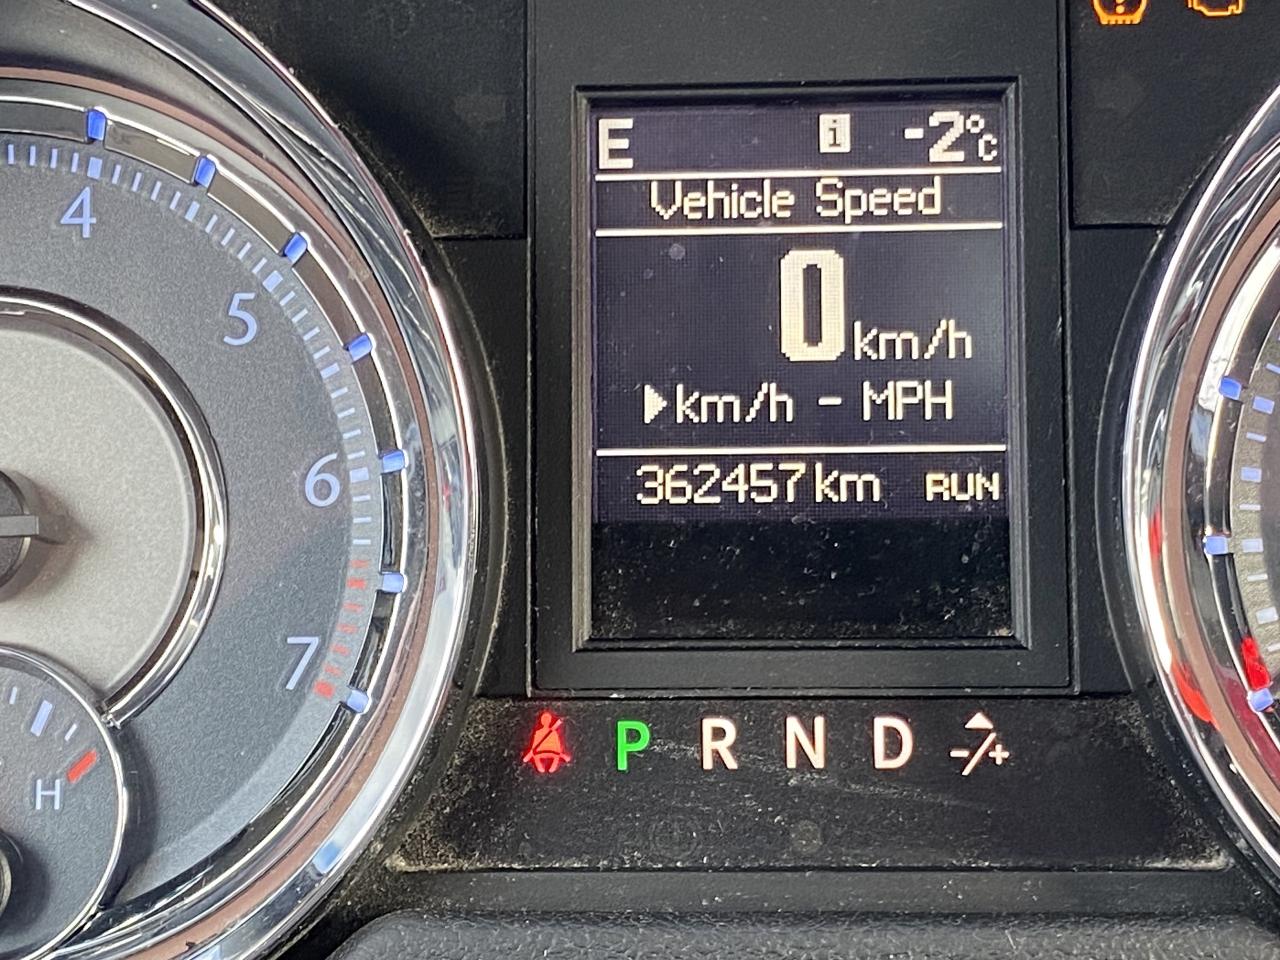 E i -2°C
Vehicle Speed
0 km/h
km/h - MPH
362457 km RUN
4
5
6
7
H
P R N D -/+